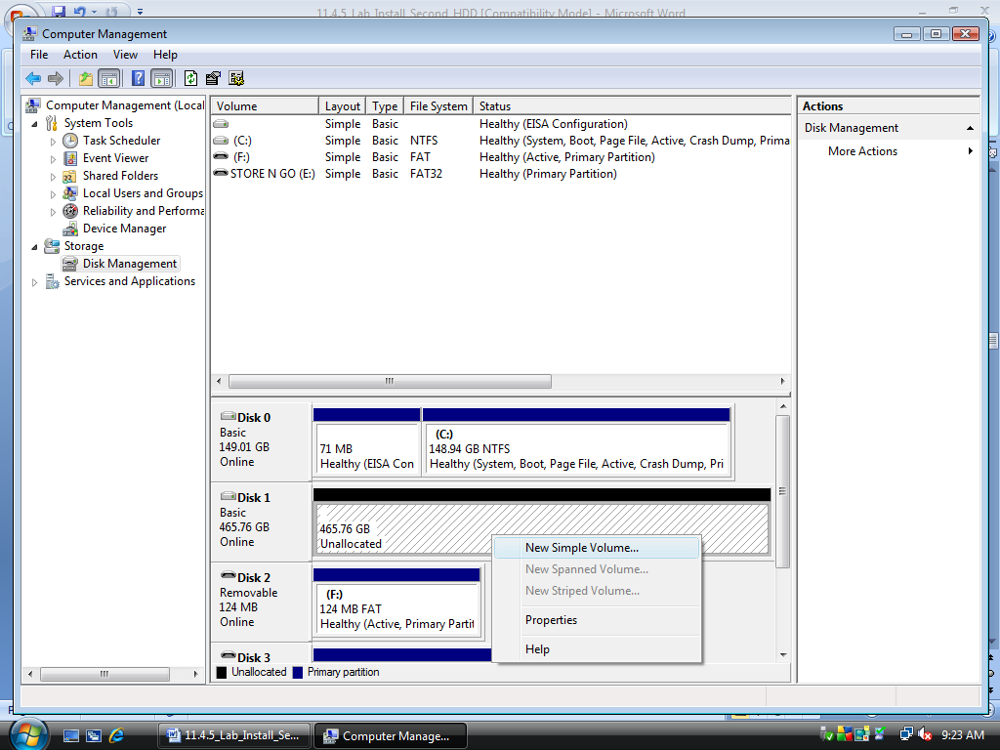 11.4.5_Lab_Install_Second_HDD [Compatibility Mode] - Microsoft Word
Computer Management
File Action View Help
Computer Management (Local
System Tools
Task Scheduler
Event Viewer
Shared Folders
Local Users and Groups
Reliability and Performa
Device Manager
Storage
Disk Management
Services and Applications
Volume Layout Type File System Status
Simple Basic Healthy (EISA Configuration)
(C:) Simple Basic NTFS Healthy (System, Boot, Page File, Active, Crash Dump, Prima
(F:) Simple Basic FAT Healthy (Active, Primary Partition)
STORE N GO (E:) Simple Basic FAT32 Healthy (Primary Partition)
Actions
Disk Management
More Actions
Disk 0
Basic
149.01 GB
Online
71 MB
Healthy (EISA Con
(C:)
148.94 GB NTFS
Healthy (System, Boot, Page File, Active, Crash Dump, Pri
Disk 1
Basic
465.76 GB
Online
465.76 GB
Unallocated
New Simple Volume...
New Spanned Volume...
New Striped Volume...
Properties
Help
Disk 2
Removable
124 MB
Online
(F:)
124 MB FAT
Healthy (Active, Primary Partit
Disk 3
Unallocated Primary partition
11.4.5_Lab_Install_Se...
Computer Manage...
9:23 AM